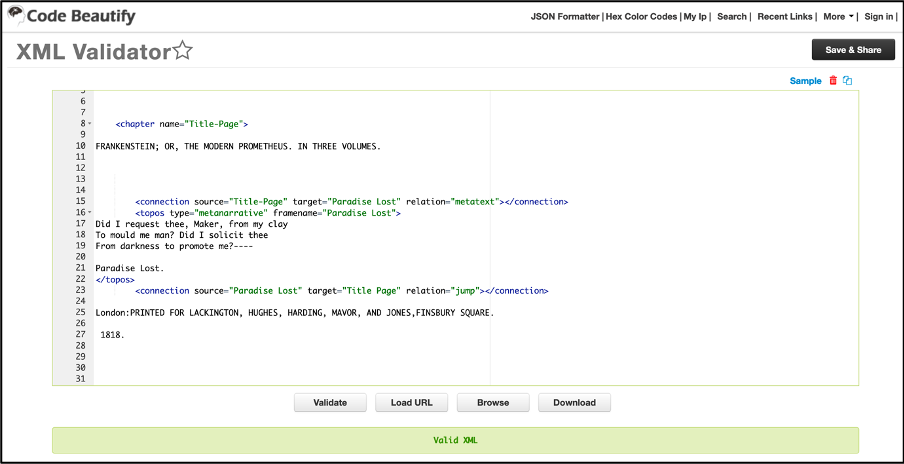 Code Beautify
JSON Formatter | Hex Color Codes | My Ip | Search | Recent Links | More | Sign in |
XML Validator
Save & Share
Sample
5
6
7
8 <chapter name="Title-Page">
9
10 FRANKENSTEIN; OR, THE MODERN PROMETHEUS. IN THREE VOLUMES.
11
12
13
14
15 <connection source="Title-Page" target="Paradise Lost" relation="metatext"></connection>
16 <topos type="metanarrative" framename="Paradise Lost">
17 Did I request thee, Maker, from my clay
18 To mould me man? Did I solicit thee
19 From darkness to promote me?----
20
21 Paradise Lost.
22 </topos>
23 <connection source="Paradise Lost" target="Title Page" relation="jump"></connection>
24
25 London:PRINTED FOR LACKINGTON, HUGHES, HARDING, MAVOR, AND JONES,FINSBURY SQUARE.
26
27 1818.
28
29
30
31
Validate Load URL Browse Download
Valid XML